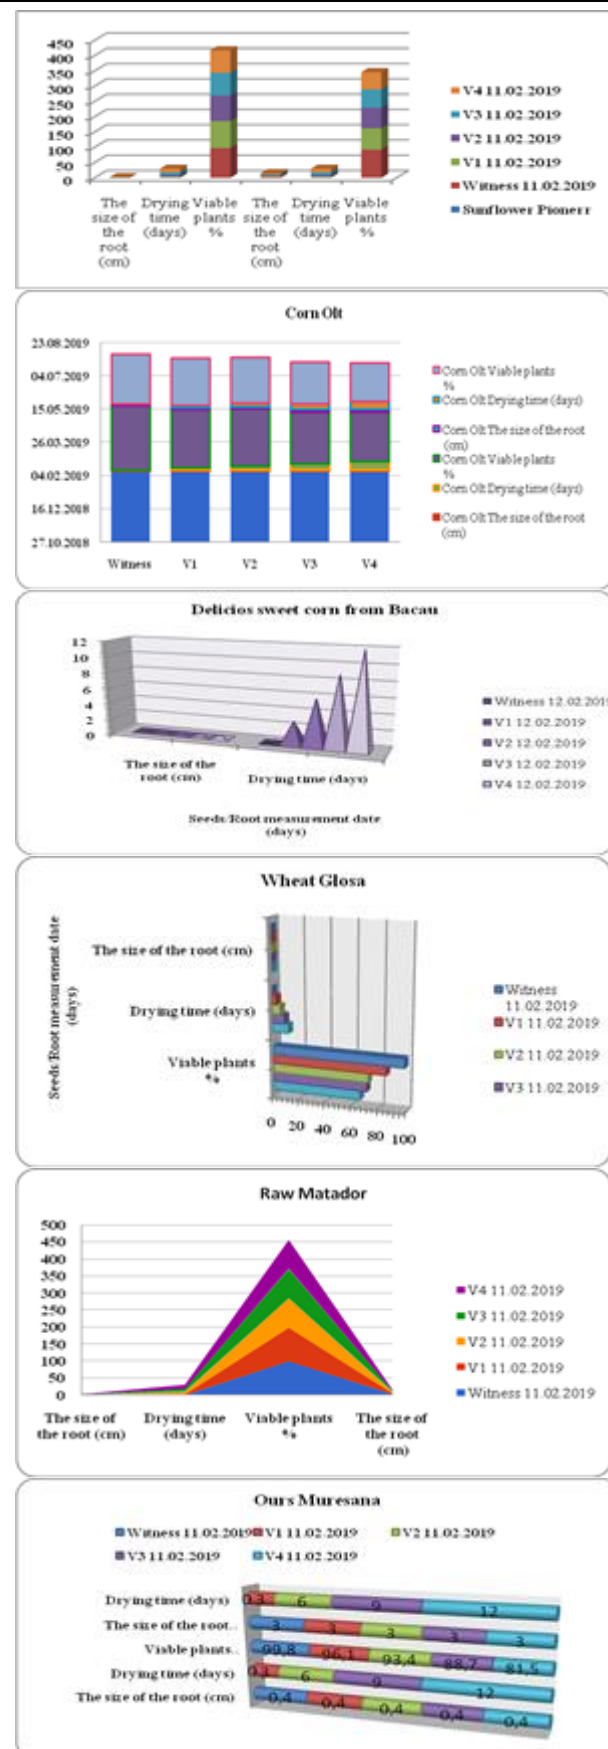 450
400
350
300
250
200
150
100
50
0
The size of the root (cm)
Drying time (days)
Viable plants %
The size of the root (cm)
Drying time (days)
Viable plants %
V4 11.02.2019
V3 11.02.2019
V2 11.02.2019
V1 11.02.2019
Witness 11.02.2019
Sunflower Pionerr
Corn Olt
23.08.2019
04.07.2019
15.05.2019
26.03.2019
04.02.2019
16.12.2018
27.10.2018
Witness V1 V2 V3 V4
Corn Olt Viable plants
%
Corn Olt Drying time (days)
Corn Olt The size of the root
(cm)
Corn Olt Viable plants
%
Corn Olt Drying time (days)
Corn Olt The size of the root
(cm)
Delicios sweet corn from Bacau
12
10
8
6
4
2
0
The size of the
root (cm)
Drying time (days)
Seeds/Root measurement date
(days)
Witness 12.02.2019
V1 12.02.2019
V2 12.02.2019
V3 12.02.2019
V4 12.02.2019
Wheat Glosa
Seeds/Root measurement date
(days)
The size of the root (cm)
Drying time (days)
Viable plants
%
0 20 40 60 80 100
Witness
11.02.2019
V1 11.02.2019
V2 11.02.2019
V3 11.02.2019
Raw Matador
500
450
400
350
300
250
200
150
100
50
0
The size of
the root (cm)
Drying time
(days)
Viable plants
%
The size of
the root
(cm)
V4 11.02.2019
V3 11.02.2019
V2 11.02.2019
V1 11.02.2019
Witness 11.02.2019
Ours Muresana
Witness 11.02.2019 V1 11.02.2019 V2 11.02.2019
V3 11.02.2019 V4 11.02.2019
Drying time (days) 6 9 12
The size of the root.. 3 3 3 3 3
Viable plants.. 99,8 96,1 93,4 88,7 81,5
Drying time (days) 6 9 12
The size of the root (cm) 0,4 0,4 0,4 0,4 0,4